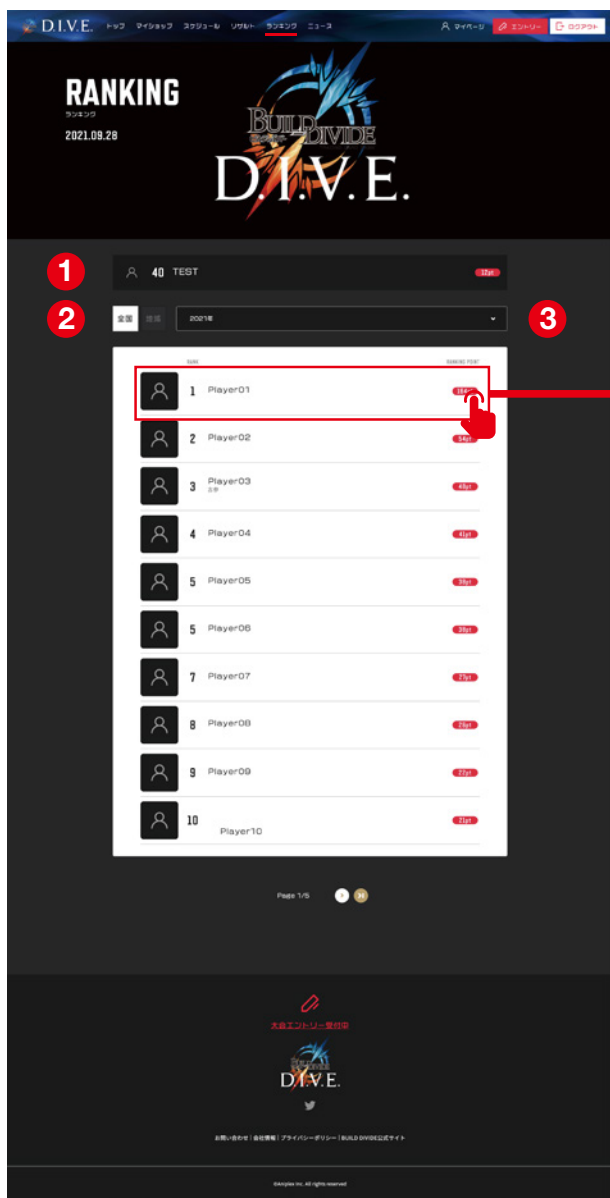 D.I.V.E. トップ マイショップ スケジュール リザルト ランキング ニュース マイページ エントリー ログアウト
RANKING
ランキング
2021.09.28
BUILD DIVIDE
D.I.V.E.
1 40 TEST 12pt
2 全国 地域 2021年 3
NAME RANKING POINT
1 Player01
2 Player02 54pt
3 Player03
4 Player04 41pt
5 Player05
5 Player06
7 Player07
8 Player08
9 Player09
10 Player10 21pt
Page 1/5
大会エントリー受付中
BUILD DIVIDE
D.I.V.E.
お問い合わせ | 会社情報 | プライバシーポリシー | BUILD DIVIDE公式サイト
©Aniplex Inc. All rights reserved